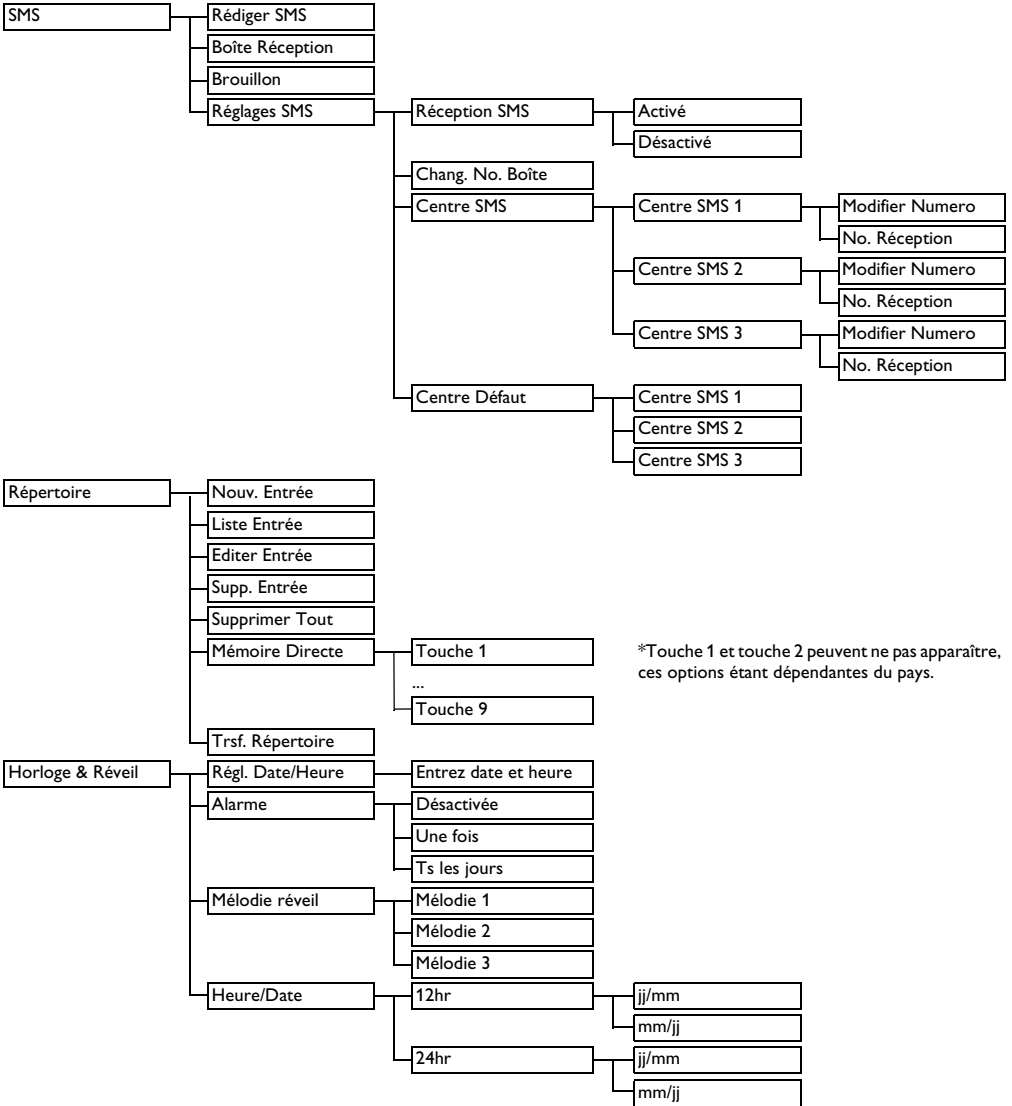 SMS
Rédiger SMS
Boîte Réception
Brouillon
Réglages SMS
Réception SMS
Activé
Désactivé
Chang. No. Boîte
Centre SMS
Centre SMS 1
Modifier Numero
No. Réception
Centre SMS 2
Modifier Numero
No. Réception
Centre SMS 3
Modifier Numero
No. Réception
Centre Défaut
Centre SMS 1
Centre SMS 2
Centre SMS 3
Répertoire
Nouv. Entrée
Liste Entrée
Editer Entrée
Supp. Entrée
Supprimer Tout
Mémoire Directe
Touche 1
...
Touche 9
*Touche 1 et touche 2 peuvent ne pas apparaître,
ces options étant dépendantes du pays.
Trsf. Répertoire
Horloge & Réveil
Régl. Date/Heure
Entrez date et heure
Alarme
Désactivée
Une fois
Ts les jours
Mélodie réveil
Mélodie 1
Mélodie 2
Mélodie 3
Heure/Date
12hr
jj/mm
mm/jj
24hr
jj/mm
mm/jj